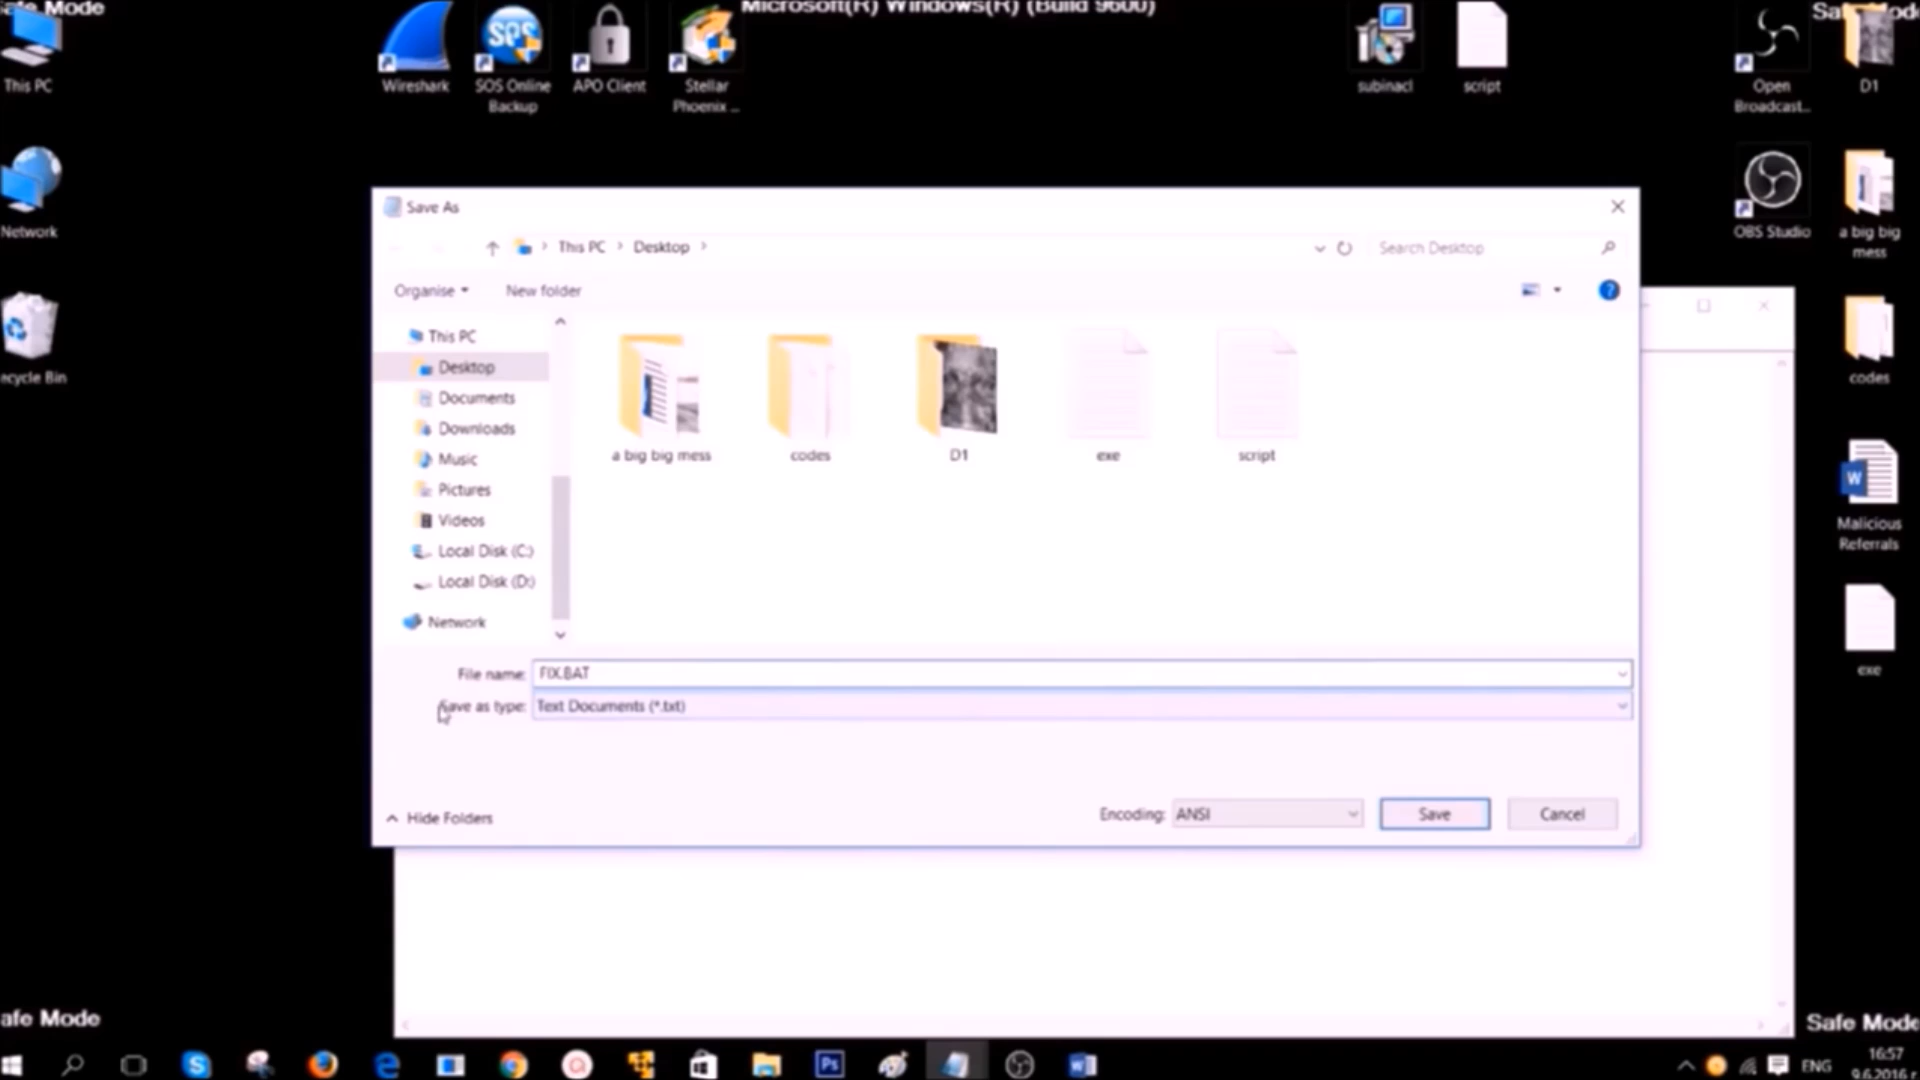 afe Mode
Microsoft(R) Windows(R) (Build 9600)
Safe Mode
This PC
Wireshark
SOS Online
Backup
APO Client
Stellar
Phoenix ...
subinacl
script
Open
Broadcast...
D1
Network
OBS Studio
a big big
mess
ecycle Bin
codes
Malicious
Referrals
exe
Save As
This PC
Desktop
Search Desktop
Organise
New folder
This PC
Desktop
Documents
Downloads
Music
Pictures
Videos
Local Disk (C:)
Local Disk (D:)
Network
a big big mess
codes
D1
exe
script
File name: FIX.BAT
Save as type: Text Documents (*.txt)
Hide Folders
Encoding: ANSI
Save
Cancel
afe Mode
Safe Mode
ENG
16:57
9.6.2016 г.